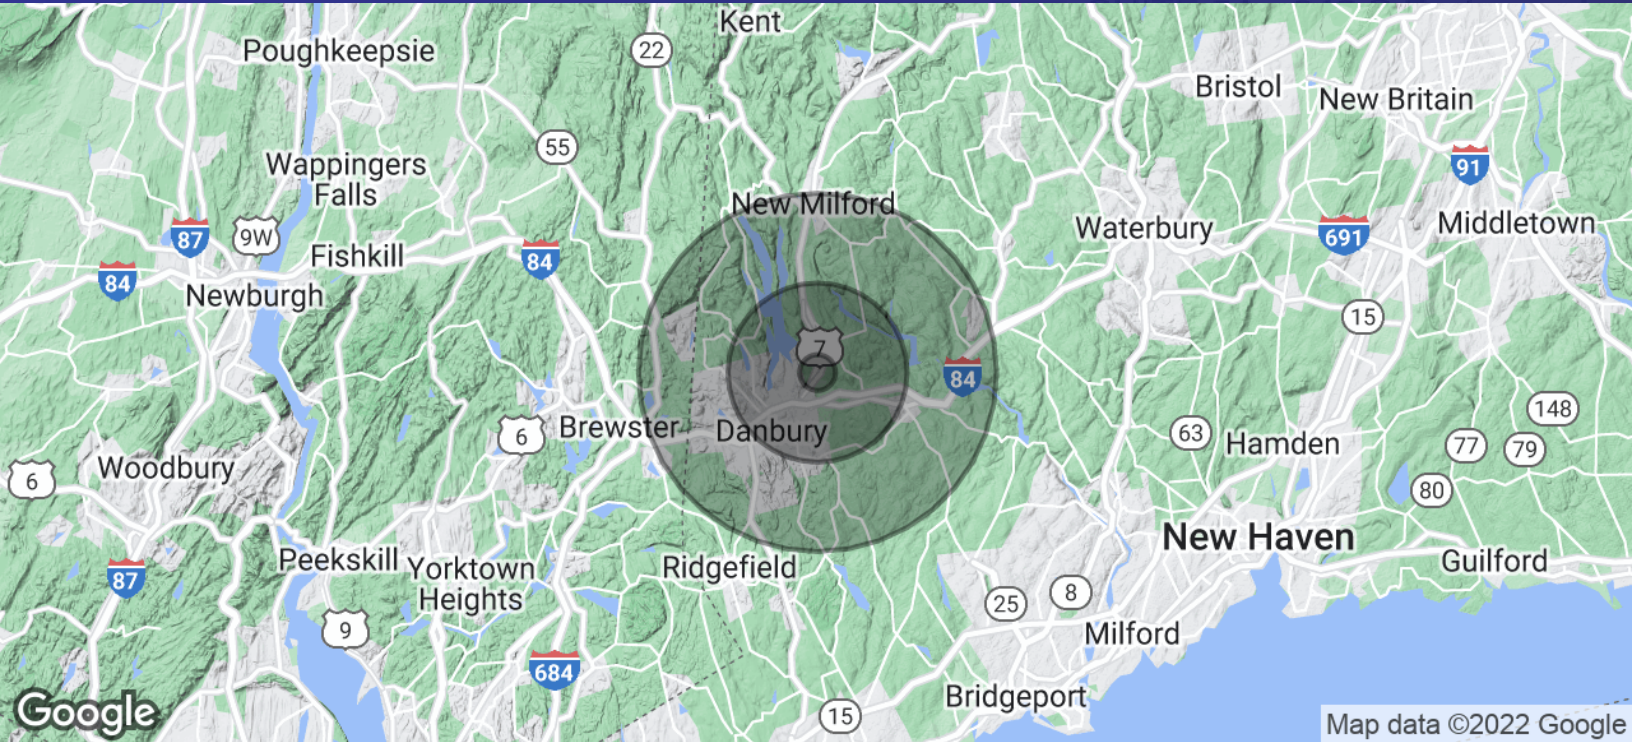 Kent
Poughkeepsie
22
Bristol
New Britain
55
91
Wappingers
Falls
New Milford
87
9W
Waterbury
691
Middletown
Fishkill
84
84
Newburgh
15
7
84
148
6
Brewster
Danbury
63
Hamden
77
79
6
Woodbury
80
New Haven
Peekskill
Yorktown
Heights
Ridgefield
Guilford
87
25
8
9
Milford
684
Bridgeport
15
Google
Map data ©2022 Google